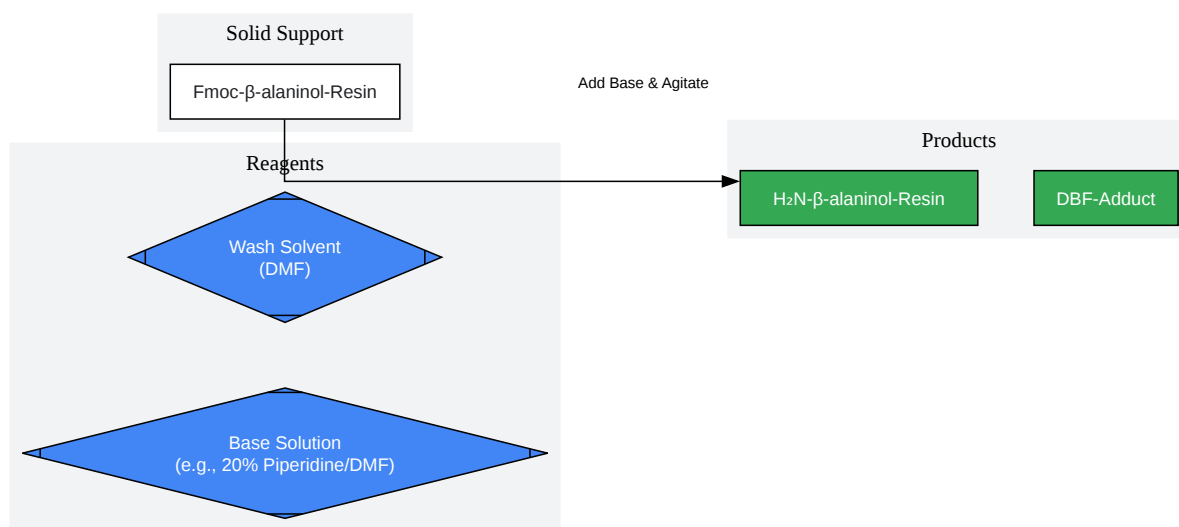 Solid Support
Fmoc-β-alaninol-Resin
Add Base & Agitate
Products
H₂N-β-alaninol-Resin
DBF-Adduct
Reagents
Wash Solvent
(DMF)
Base Solution
(e.g., 20% Piperidine/DMF)